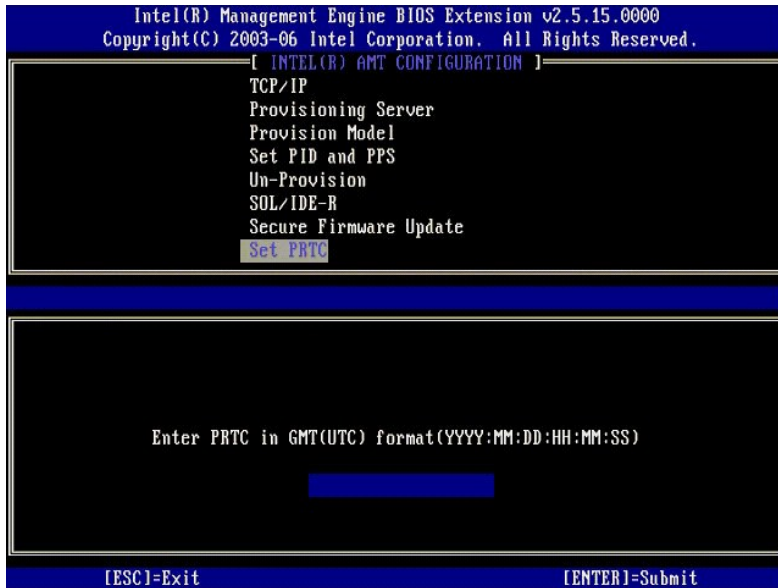 Intel(R) Management Engine BIOS Extension v2.5.15.0000
Copyright(C) 2003-06 Intel Corporation. All Rights Reserved.
[ INTEL(R) AMT CONFIGURATION ]
TCP/IP
Provisioning Server
Provision Model
Set PID and PPS
Un-Provision
SOL/IDE-R
Secure Firmware Update
Set PRTC
Enter PRTC in GMT(UTC) format(YYYY:MM:DD:HH:MM:SS)
[ESC]=Exit [ENTER]=Submit